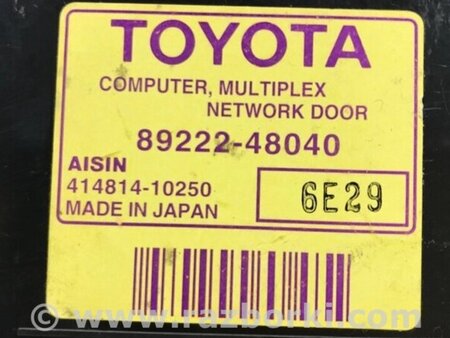 TOYOTA
COMPUTER, MULTIPLEX
NETWORK DOOR
89222-48040
AISIN
414814-10250
6E29
MADE IN JAPAN
© www.razborki.com